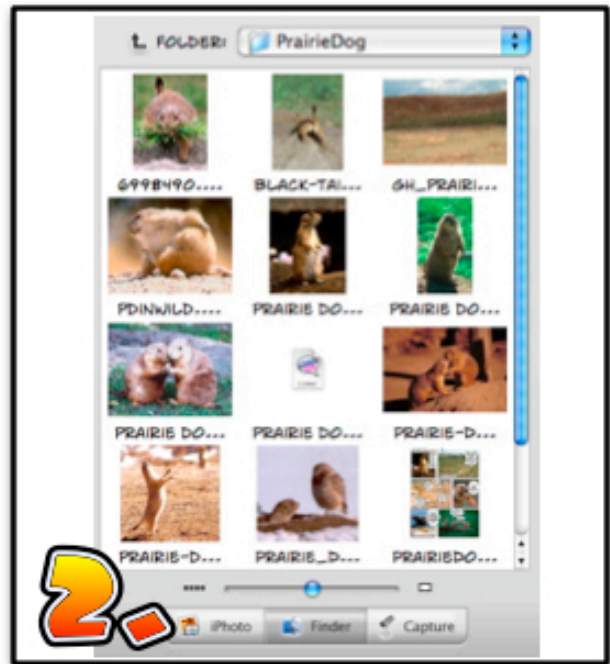 FOLDER: PrairieDog
G99B490.... BLACK-TAI... GH_PRAIRI...
PDINWILD.... PRAIRIE DO... PRAIRIE DO...
PRAIRIE DO... PRAIRIE DO... PRAIRIE-D...
PRAIRIE-D... PRAIRIE_D... PRAIRIEDO...
2.
iPhoto Finder Capture